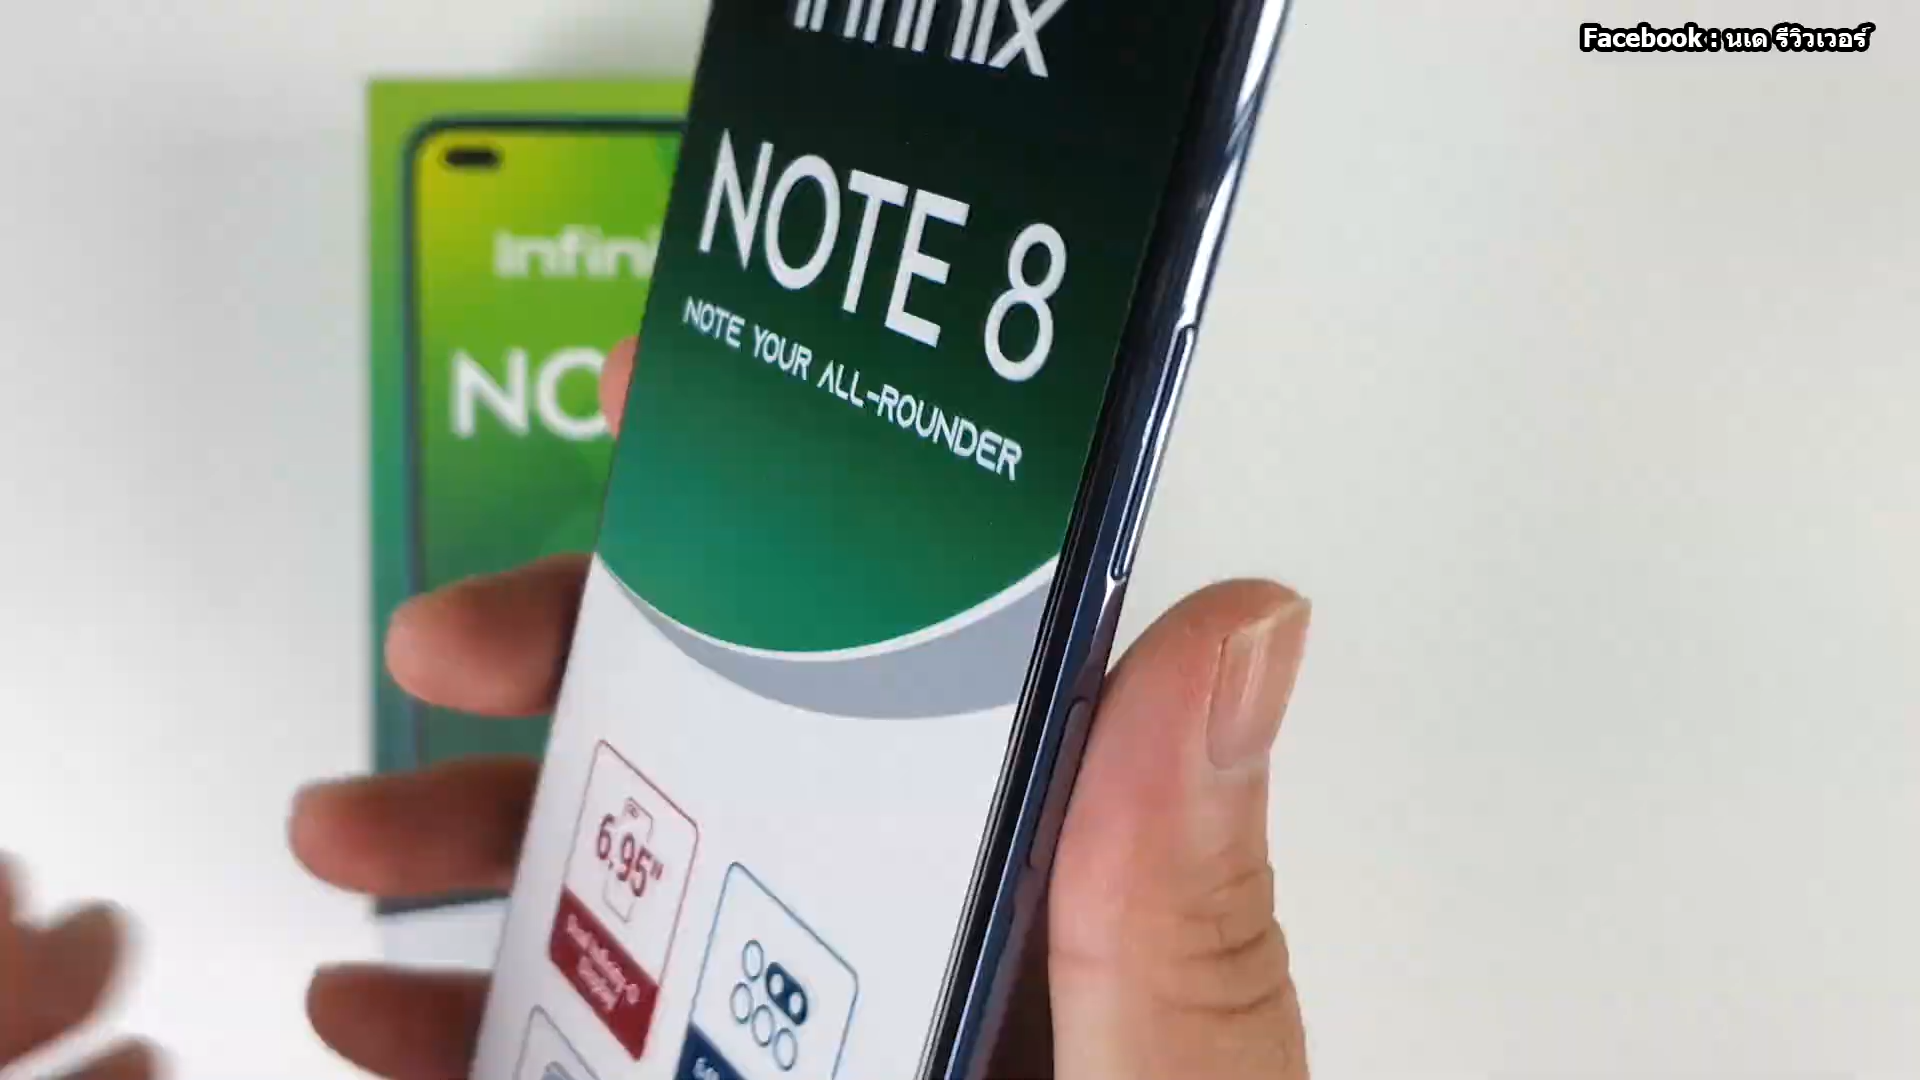 Facebook : นเด รีวิวเวอร์
Infinix
NOTE 8
NOTE YOUR ALL-ROUNDER
6.95"
Display